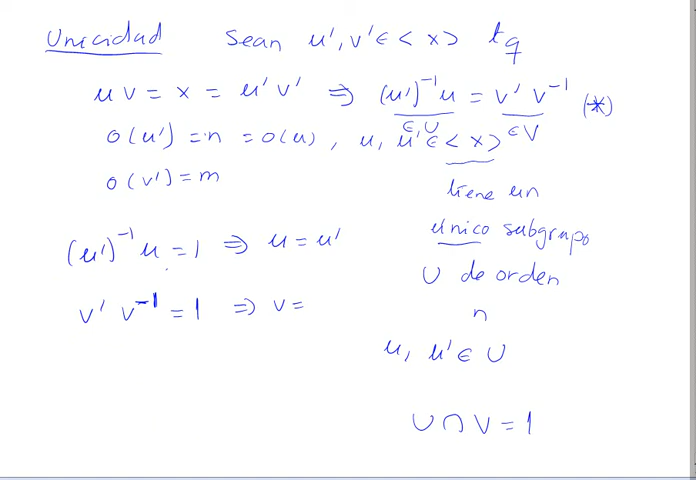 Unicidad Sean u', v' ∈ < x > tq
u v = x = u' v' ⇒ (u')⁻¹ u = v' v⁻¹ (*)
∈ U ∈ V
o(u') = n = o(u) , u, u' ∈ < x >
o(v') = m
tiene un
único subgrupo
U de orden
n
(u')⁻¹ u = 1 ⇒ u = u'
v' v⁻¹ = 1 ⇒ v =
u, u' ∈ U
U ∩ V = 1